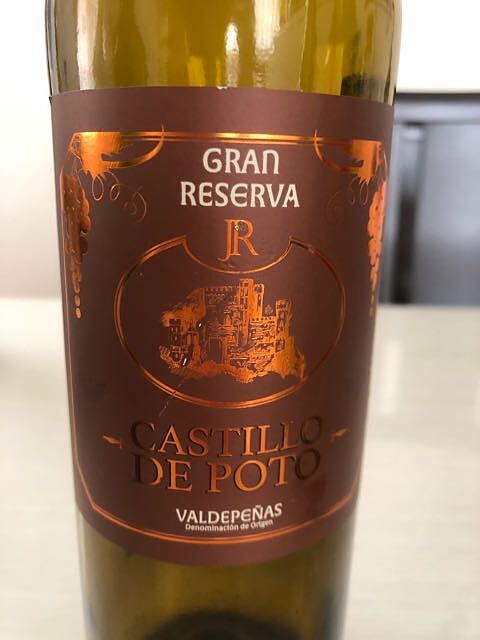 GRAN
RESERVA
JR
CASTILLO
DE POTO
VALDEPEÑAS
Denominación de Origen